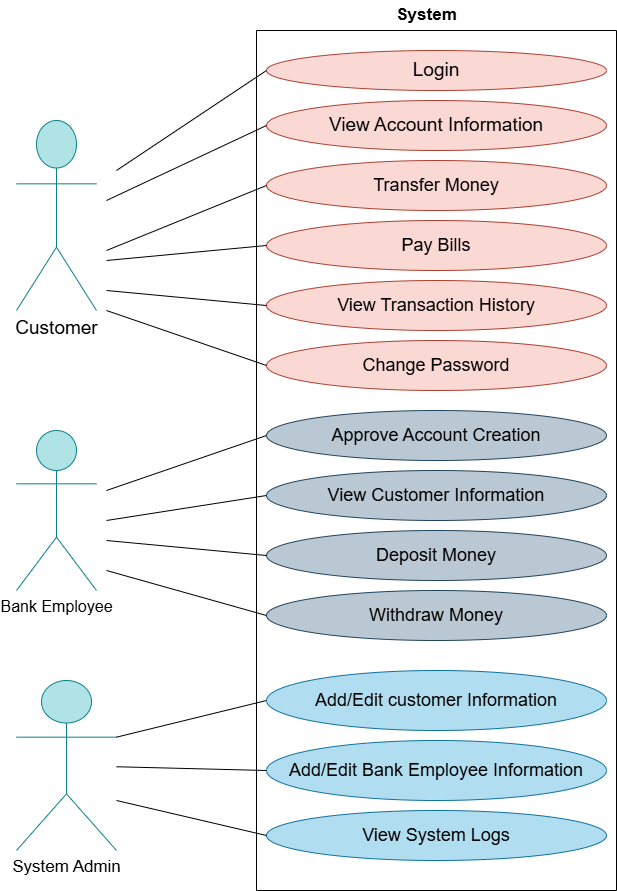 System
Login
View Account Information
Transfer Money
Pay Bills
View Transaction History
Customer
Change Password
Approve Account Creation
View Customer Information
Deposit Money
Bank Employee
Withdraw Money
Add/Edit customer Information
Add/Edit Bank Employee Information
View System Logs
System Admin